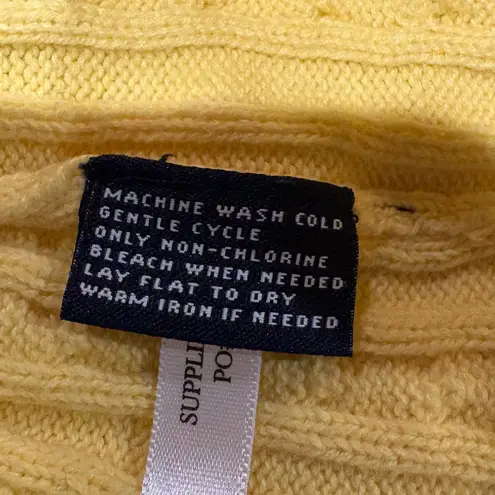 MACHINE WASH COLD
GENTLE CYCLE
ONLY NON-CHLORINE
BLEACH WHEN NEEDED
LAY FLAT TO DRY
WARM IRON IF NEEDED